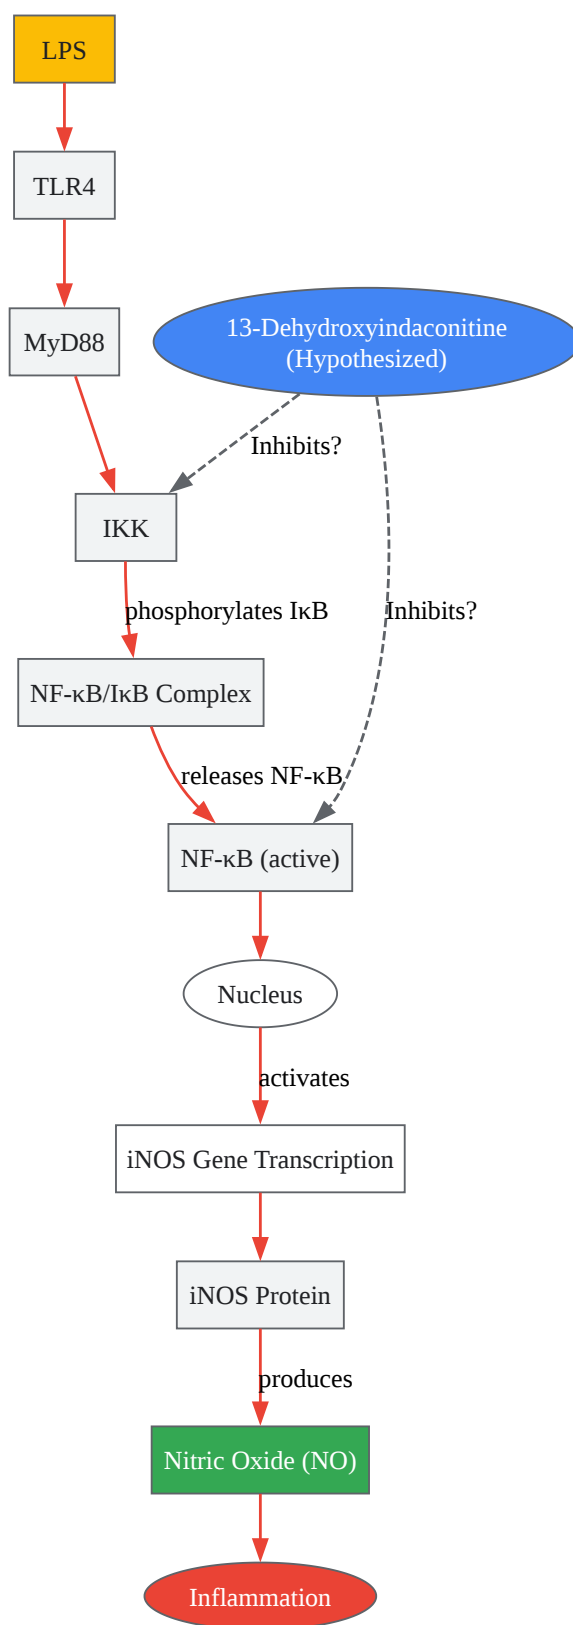 LPS
TLR4
MyD88
13-Dehydroxyindaconitine
(Hypothesized)
Inhibits?
IKK
phosphorylates IκB
Inhibits?
NF-κB/IκB Complex
releases NF-κB
NF-κB (active)
Nucleus
activates
iNOS Gene Transcription
iNOS Protein
produces
Nitric Oxide (NO)
Inflammation